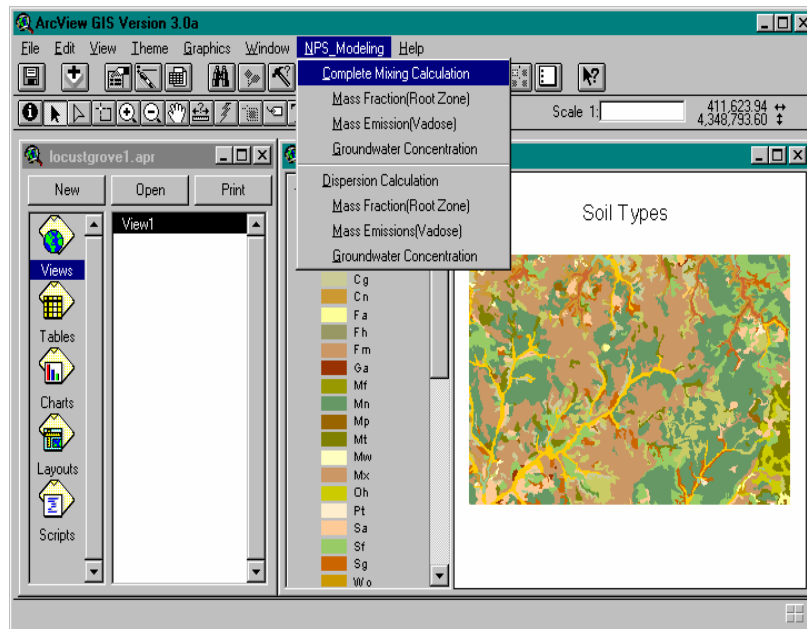 ArcView GIS Version 3.0a
File Edit View Theme Graphics Window NPS_Modeling Help
Complete Mixing Calculation
Mass Fraction(Root Zone)
Mass Emission(Vadose)
Groundwater Concentration
Dispersion Calculation
Mass Fraction(Root Zone)
Mass Emissions(Vadose)
Groundwater Concentration
Scale 1:
411,623.94
4,348,793.60
locustgrove1.apr
New Open Print
Views
Tables
Charts
Layouts
Scripts
View1
Cg
Cn
Fa
Fh
Fm
Ga
Mf
Mn
Mp
Mt
Mw
Mx
Oh
Pt
Sa
Sf
Sg
Wo
Soil Types